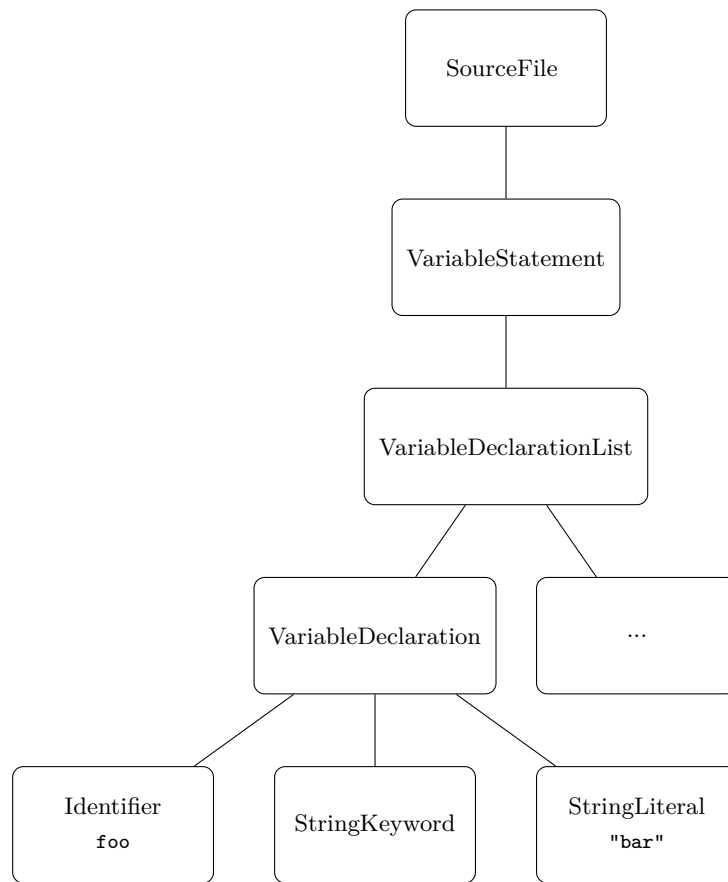 SourceFile
VariableStatement
VariableDeclarationList
VariableDeclaration
...
Identifier
foo
StringKeyword
StringLiteral
"bar"